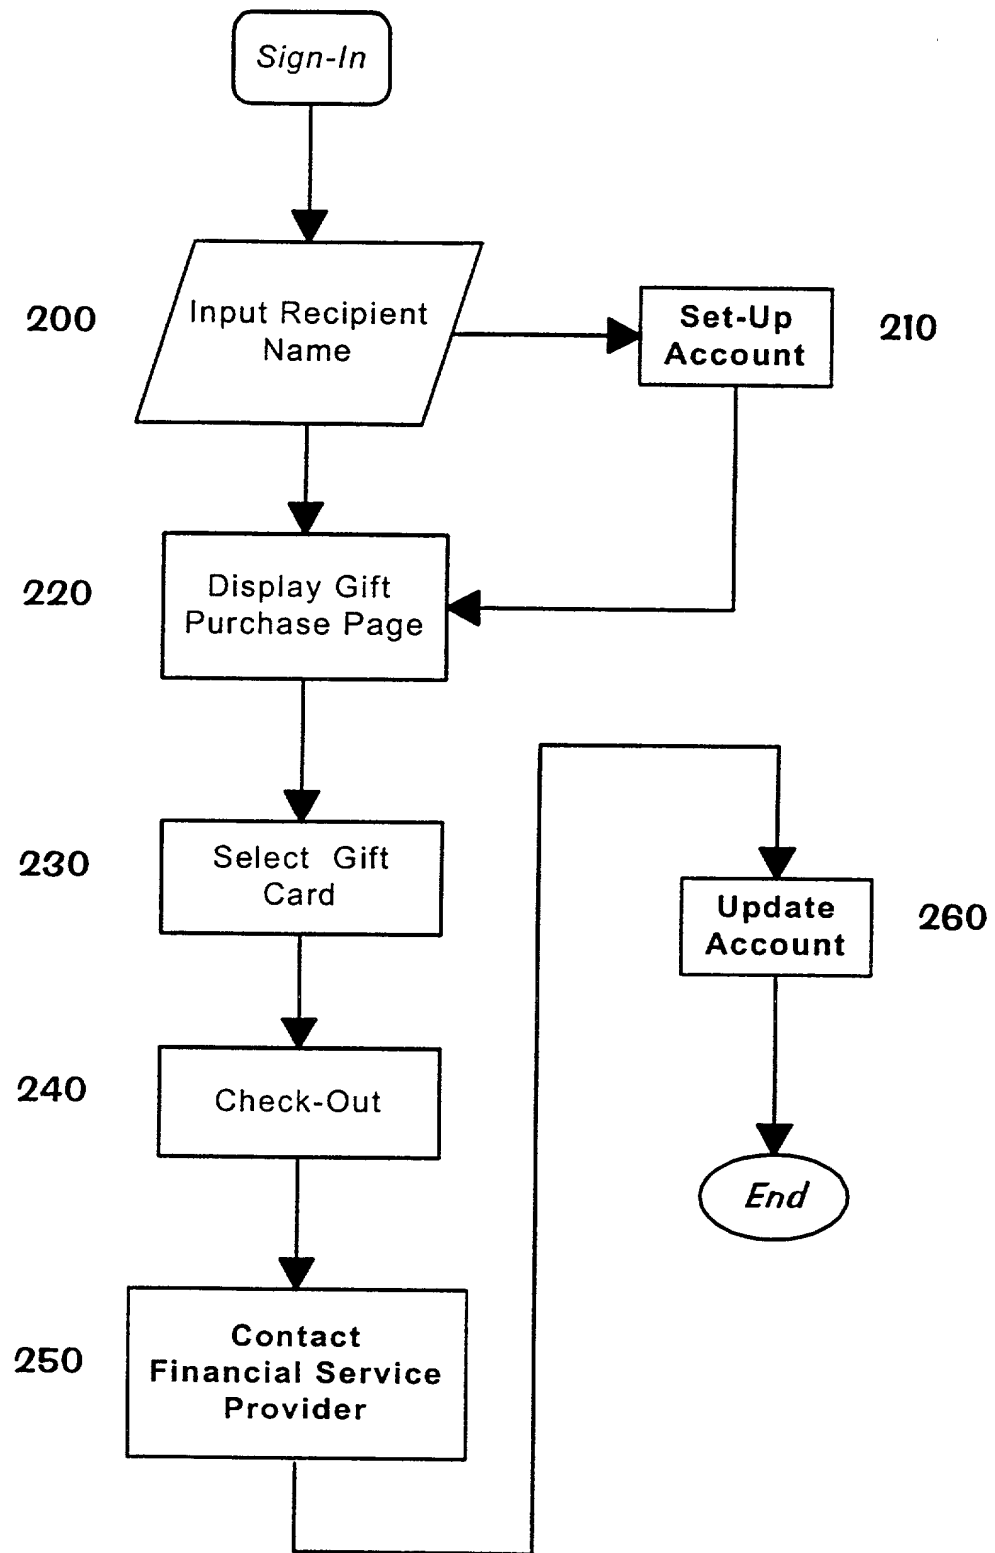 Sign-In
200
Input Recipient
Name
Set-Up
Account
210
220
Display Gift
Purchase Page
230
Select Gift
Card
Update
Account
260
240
Check-Out
End
250
Contact
Financial Service
Provider